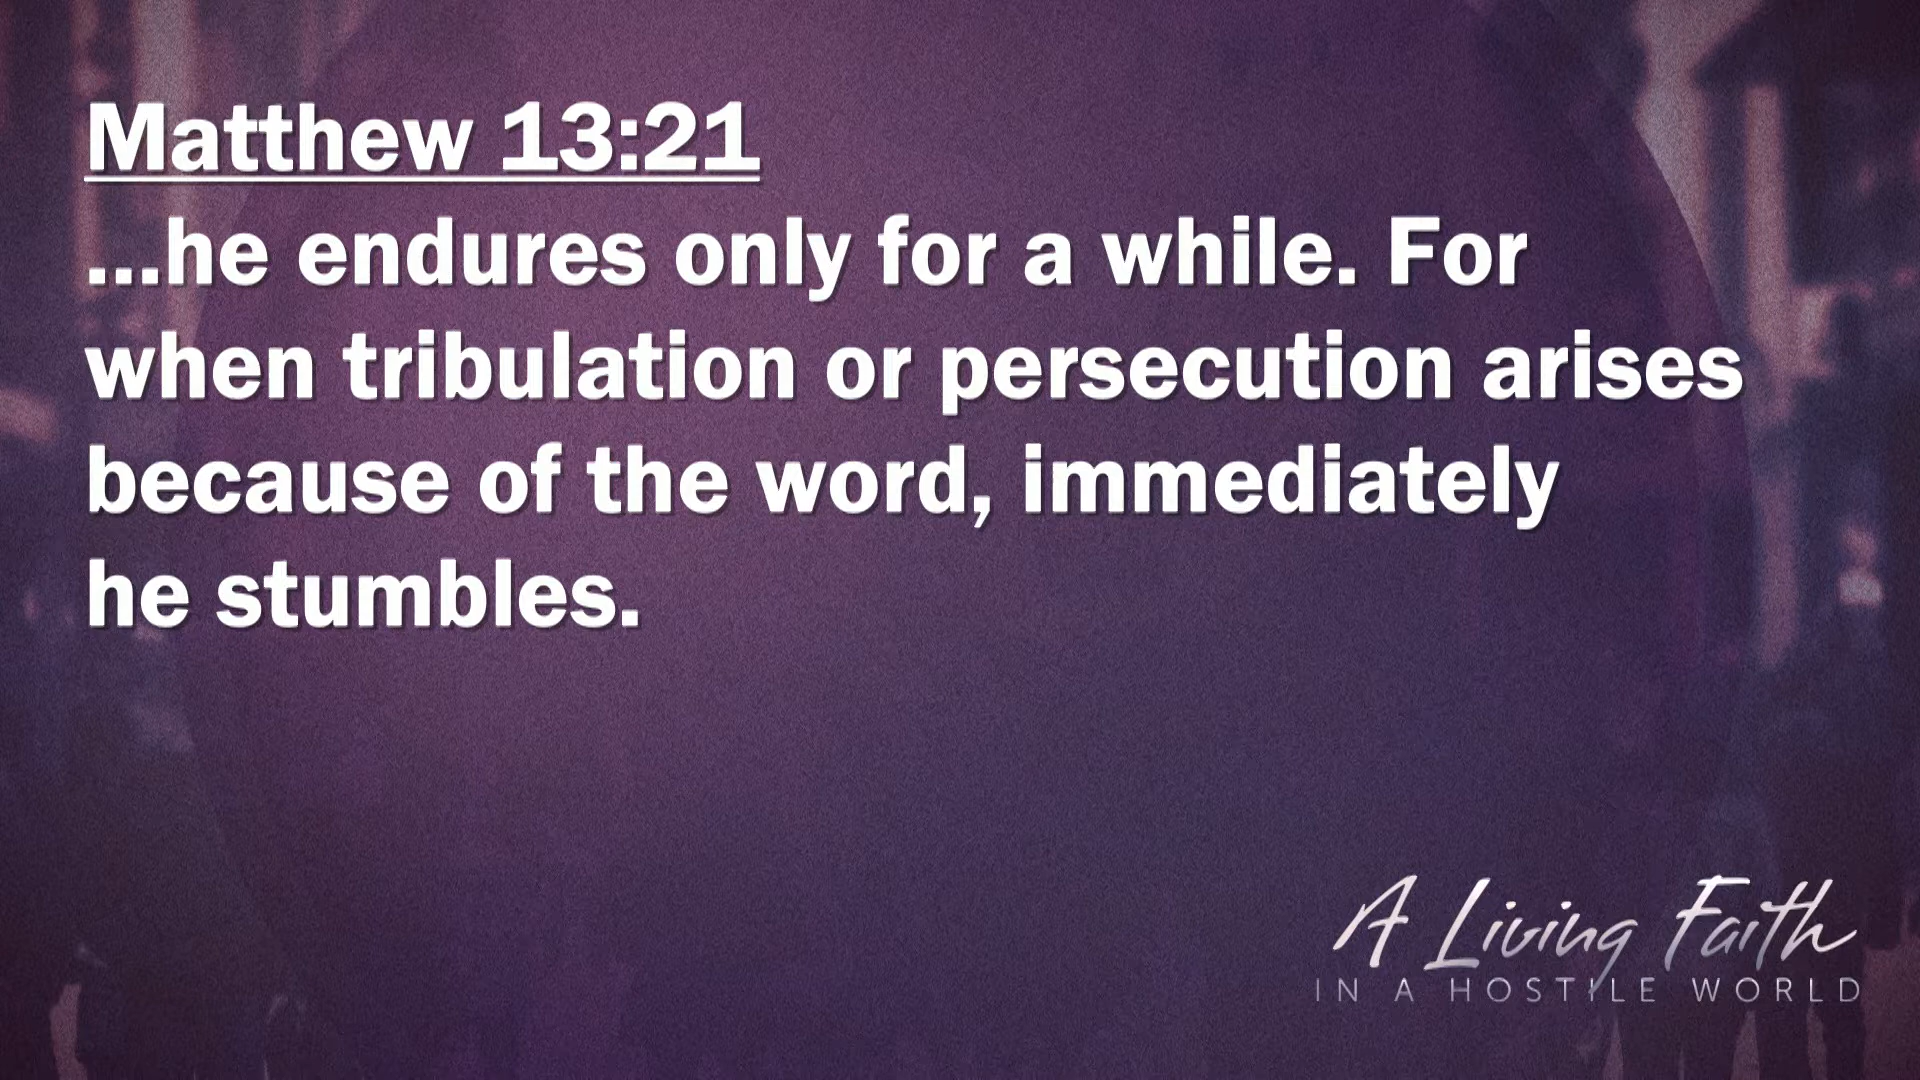 Matthew 13:21
...he endures only for a while. For
when tribulation or persecution arises
because of the word, immediately
he stumbles.
A Living Faith
IN A HOSTILE WORLD